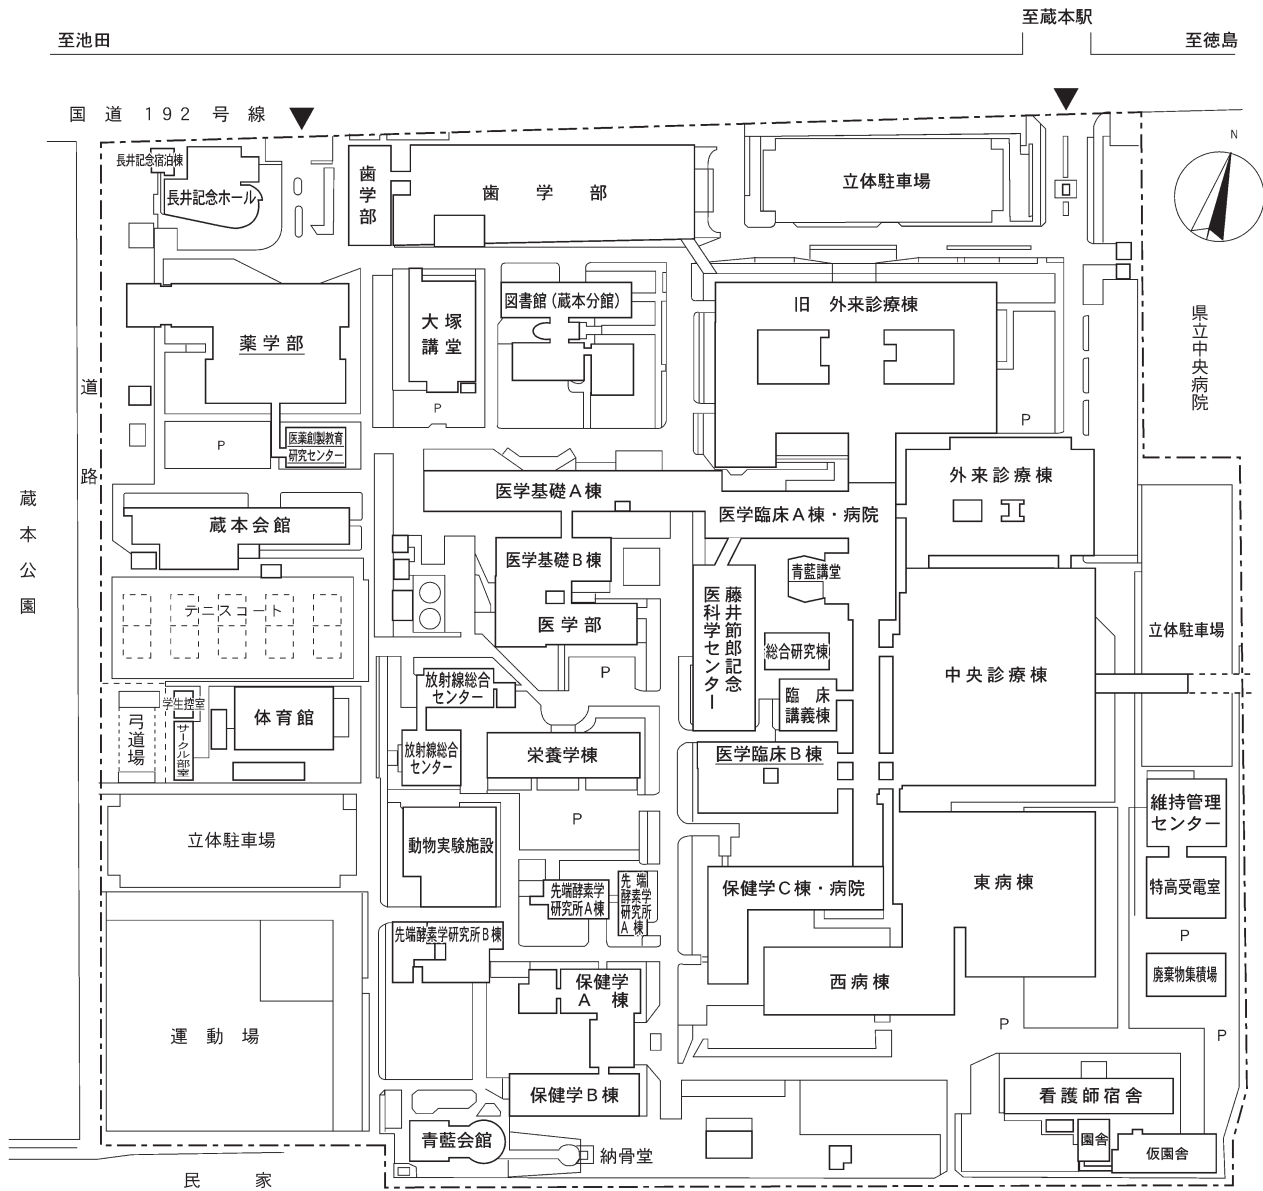 至蔵本駅
至池田
至徳島
国道192号線
N
長井記念宿泊棟
長井記念ホール
歯学部
歯学部
立体駐車場
県立中央病院
図書館(蔵本分館)
旧 外来診療棟
大塚
講堂
薬学部
道路
P
P
P
医薬創製教育
研究センター
外来診療棟
医学基礎A棟
蔵本公園
蔵本会館
医学臨床A棟・病院
医学基礎B棟
青藍講堂
藤井節郎記念
医科学センター
テニスコート
医学部
立体駐車場
総合研究棟
P
中央診療棟
放射線総合
センター
臨床
講義棟
学生控室
体育館
弓道場
サークル部室
放射線総合
センター
栄養学棟
医学臨床B棟
維持管理
センター
P
立体駐車場
動物実験施設
東病棟
特高受電室
保健学C棟・病院
先端酵素学
研究所A棟
先端
酵素学
研究所
A棟
先端酵素学研究所B棟
P
廃棄物集積場
西病棟
保健学
A棟
P
P
運動場
保健学B棟
看護師宿舎
青藍会館
納骨堂
園舎
仮園舎
民家